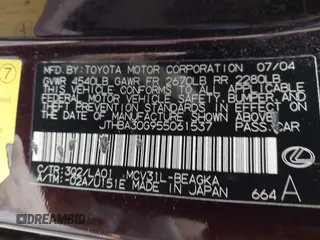 7
MFD. BY: TOYOTA MOTOR CORPORATION 07/04
GVWR 4540LB GAWR FR 2670LB RR 2280LB
THIS VEHICLE CONFORMS TO ALL APPLICABLE
FEDERAL MOTOR VEHICLE SAFETY, BUMPER, AND
THEFT PREVENTION STANDARDS IN EFFECT ON
THE DATE OF MANUFACTURE SHOWN ABOVE.
JTHBA30G955061537 PASS. CAR
C/TR: 3Q2/LA01 MCV31L-BEAGKA
A/TM: -02A/U151E MADE IN JAPAN
664 A
DREAMBID